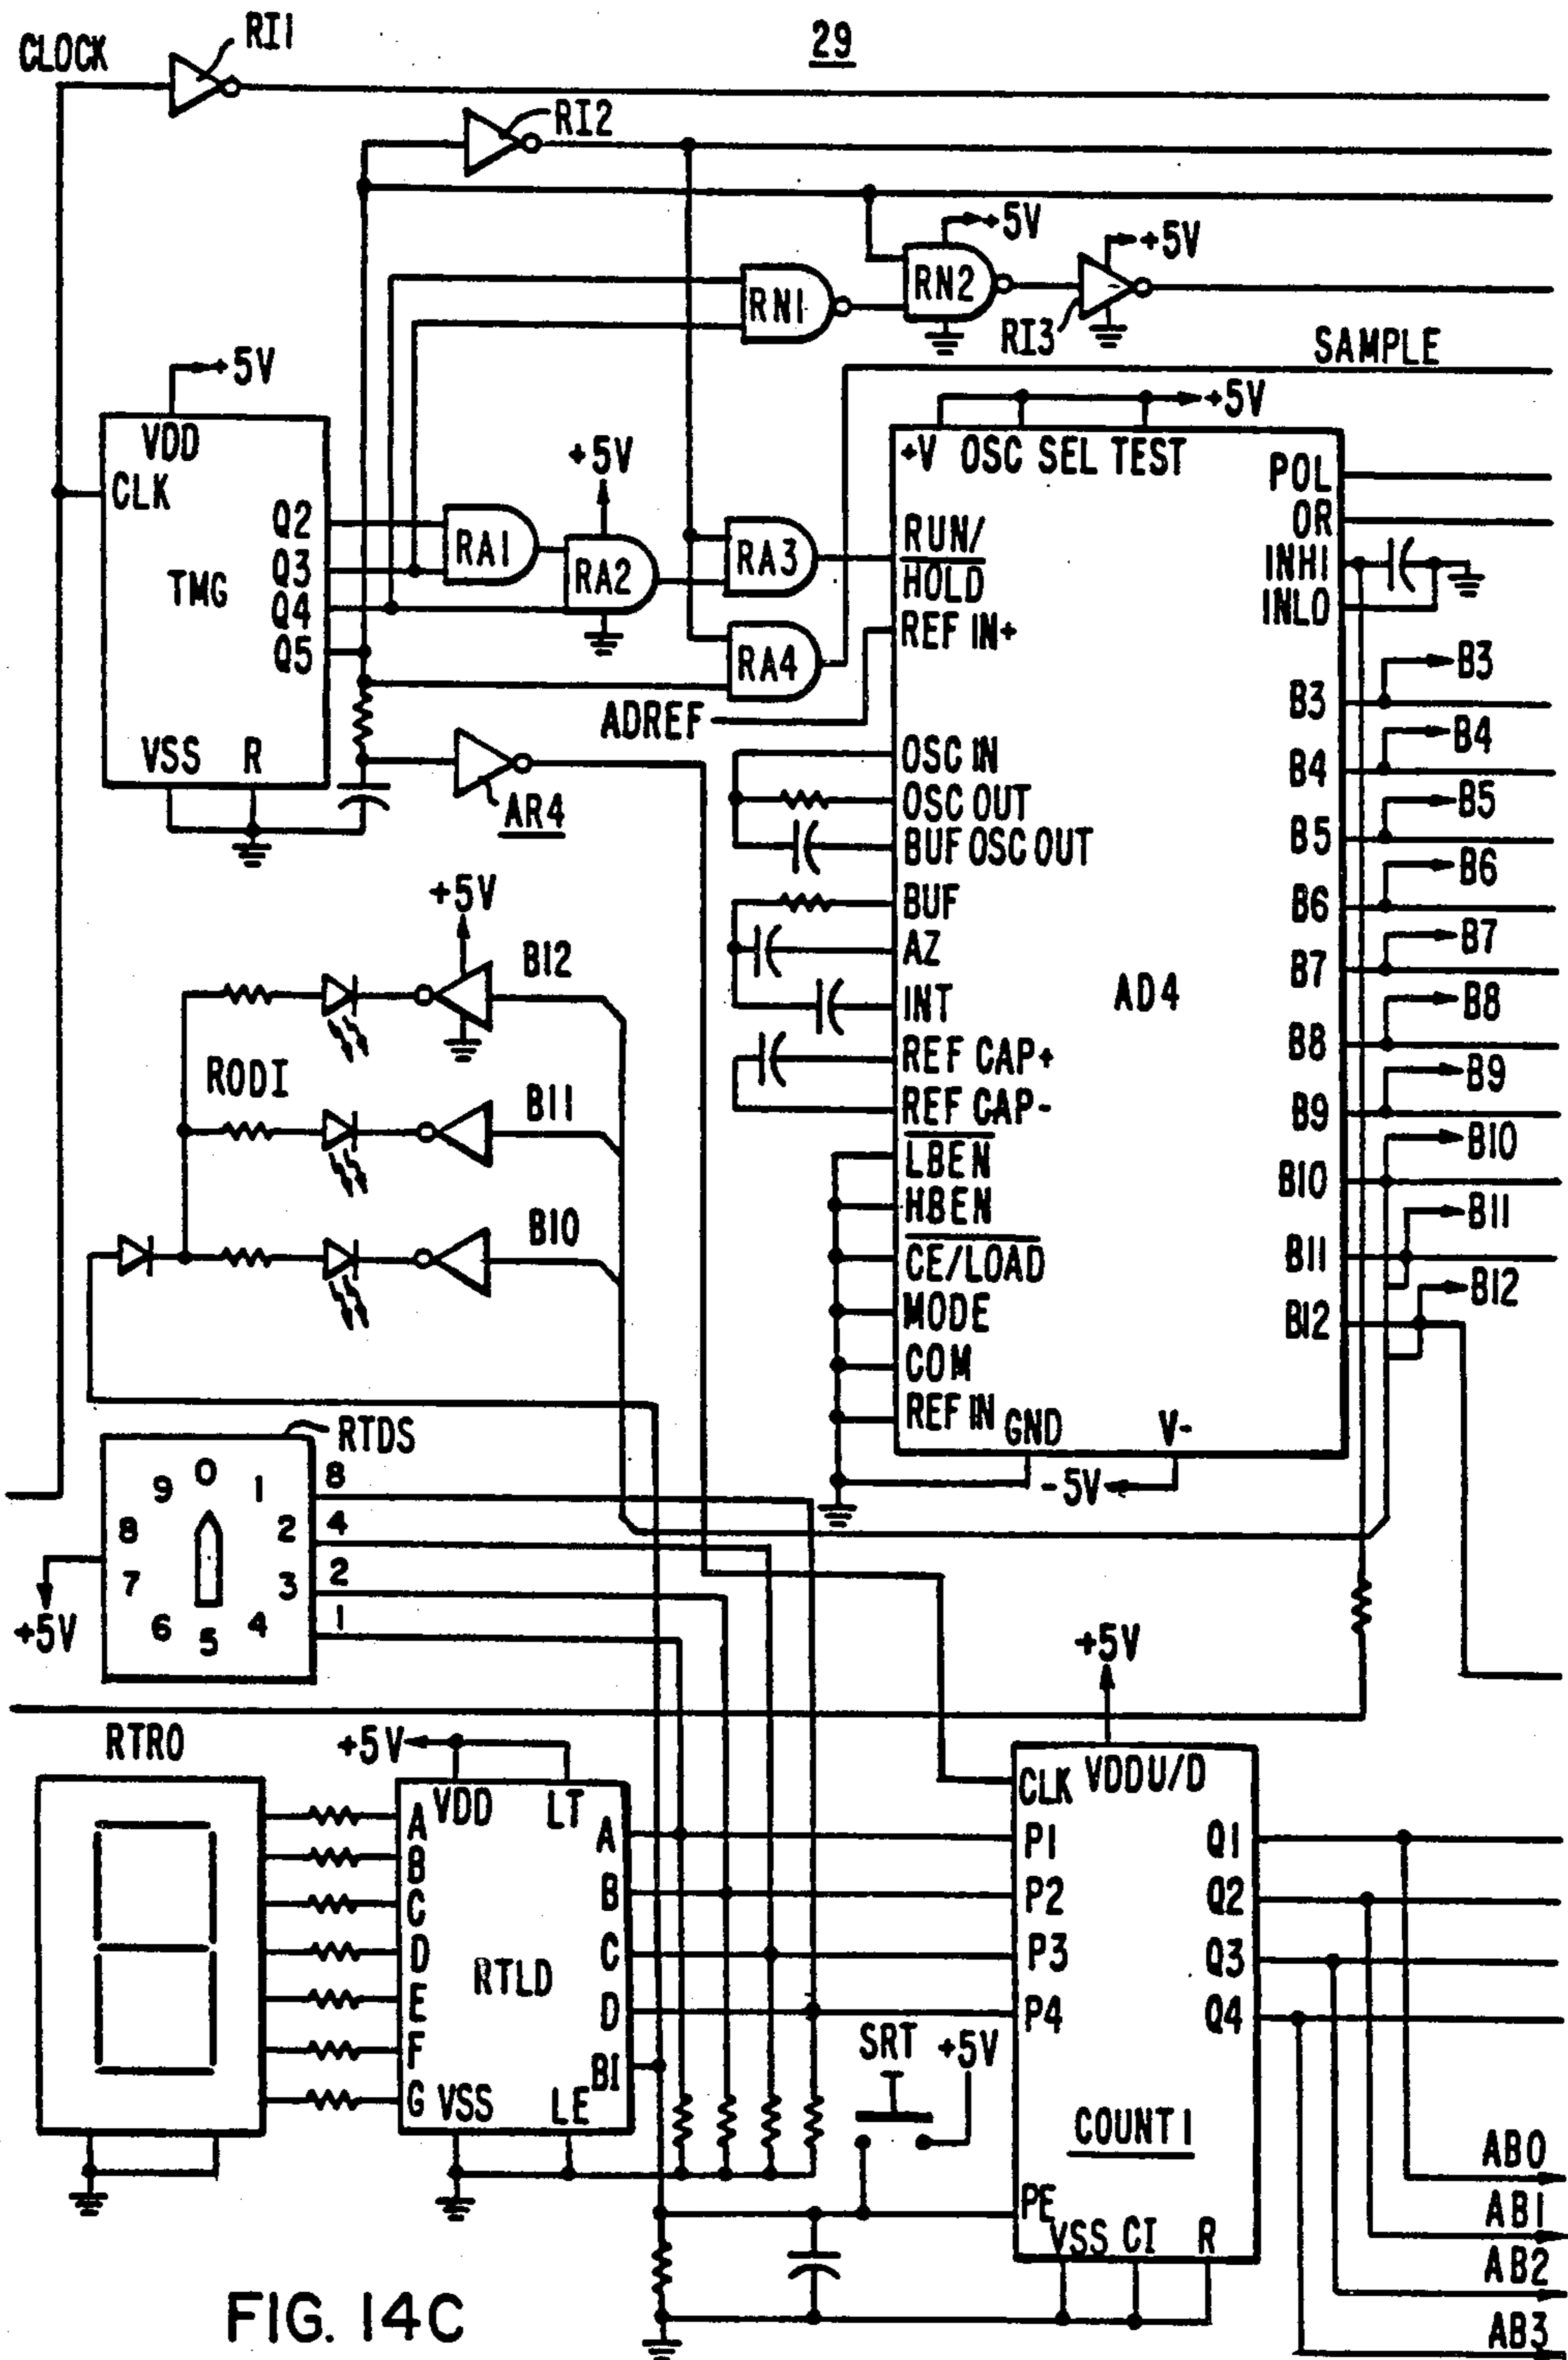 29
CLOCK
RI1
RI2
+5V
+5V
RN1
RN2
RI3
SAMPLE
+5V
+5V
VDD
CLK
Q2
Q3
Q4
Q5
TMG
VSS R
RA1
+5V
RA2
RA3
RA4
ADREF
AR4
+V OSC SEL TEST
RUN/
HOLD
REF IN+
OSC IN
OSC OUT
BUF OSC OUT
BUF
AZ
INT
REF CAP+
REF CAP-
LBEN
HBEN
CE/LOAD
MODE
COM
REF IN
GND
V-
-5V
AD4
POL
OR
INHI
INLO
B3
B3
B4
B4
B5
B5
B6
B6
B7
B7
B8
B8
B9
B9
B10
B10
B11
B11
B12
B12
+5V
B12
RODI
B11
B10
RTDS
0
1
2
3
4
5
6
7
8
9
8
4
2
1
+5V
RTRO
+5V
VDD LT
A
B
C
D
E
F
G
RTLD
A
B
C
D
BI
VSS LE
SRT +5V
+5V
CLK VDD U/D
P1
P2
P3
P4
Q1
Q2
Q3
Q4
COUNT1
PE
VSS CI R
AB0
AB1
AB2
AB3
FIG. 14C